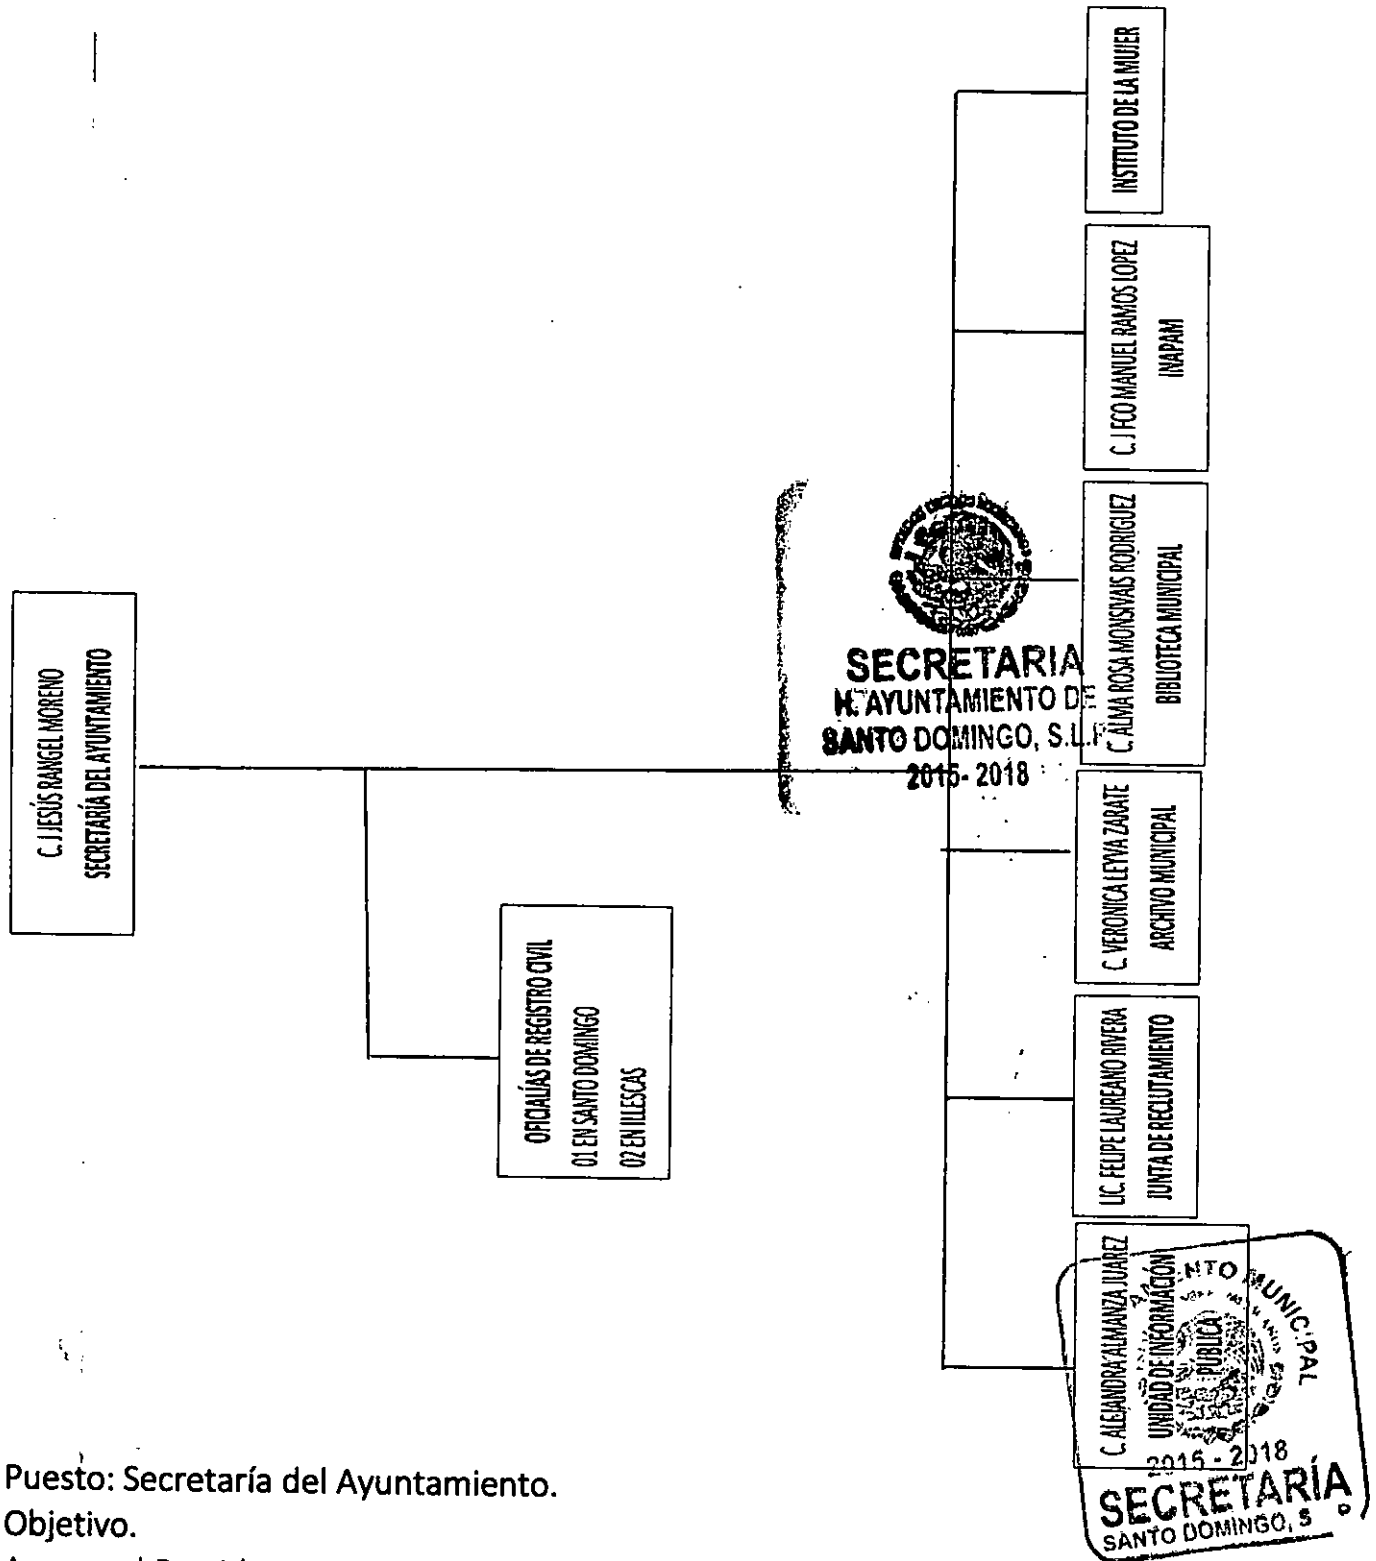 C. J JESÚS RANGEL MORENO
SECRETARÍA DEL AYUNTAMIENTO
OFICIALÍAS DE REGISTRO CIVIL
01 EN SANTO DOMINGO
02 EN ILLESCAS
C. ALEJANDRA ALMANZA JUAREZ
UNIDAD DE INFORMACIÓN
PUBLICA
LIC. FELIPE LAUREANO RIVERA
JUNTA DE RECLUTAMIENTO
C. VERONICA LEYVA ZARATE
ARCHIVO MUNICIPAL
C. ALMA ROSA MONSIVAIS RODRIGUEZ
BIBLIOTECA MUNICIPAL
C. J FCO MANUEL RAMOS LOPEZ
INAPAM
INSTITUTO DE LA MUJER
SECRETARIA
H. AYUNTAMIENTO DE
SANTO DOMINGO, S.L.P
2015- 2018
MUNICIPAL
2015 - 2018
SECRETARÍA
SANTO DOMINGO, S
Puesto: Secretaría del Ayuntamiento.
Objetivo.